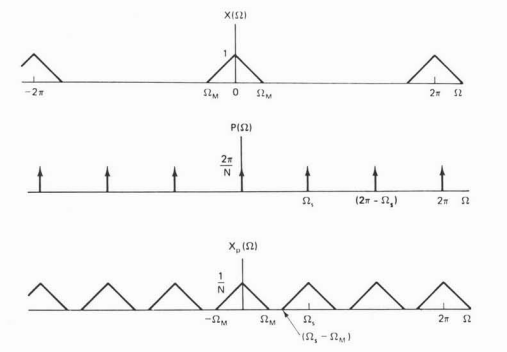 X(Ω)
1
−2π Ω_M 0 Ω_M 2π Ω
P(Ω)
2π/N
Ω_s (2π − Ω_s) 2π Ω
X_p(Ω)
1/N
−Ω_M Ω_M Ω_s 2π Ω
(Ω_s − Ω_M)